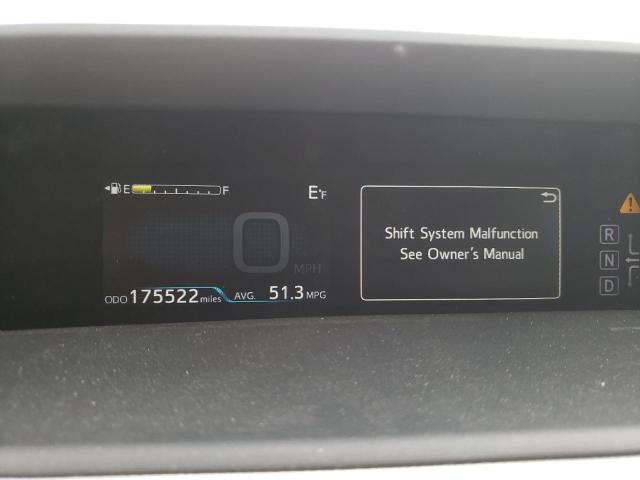 E F E°F
0
MPH
ODO 175522 miles AVG. 51.3 MPG
Shift System Malfunction
See Owner's Manual
R
N
D